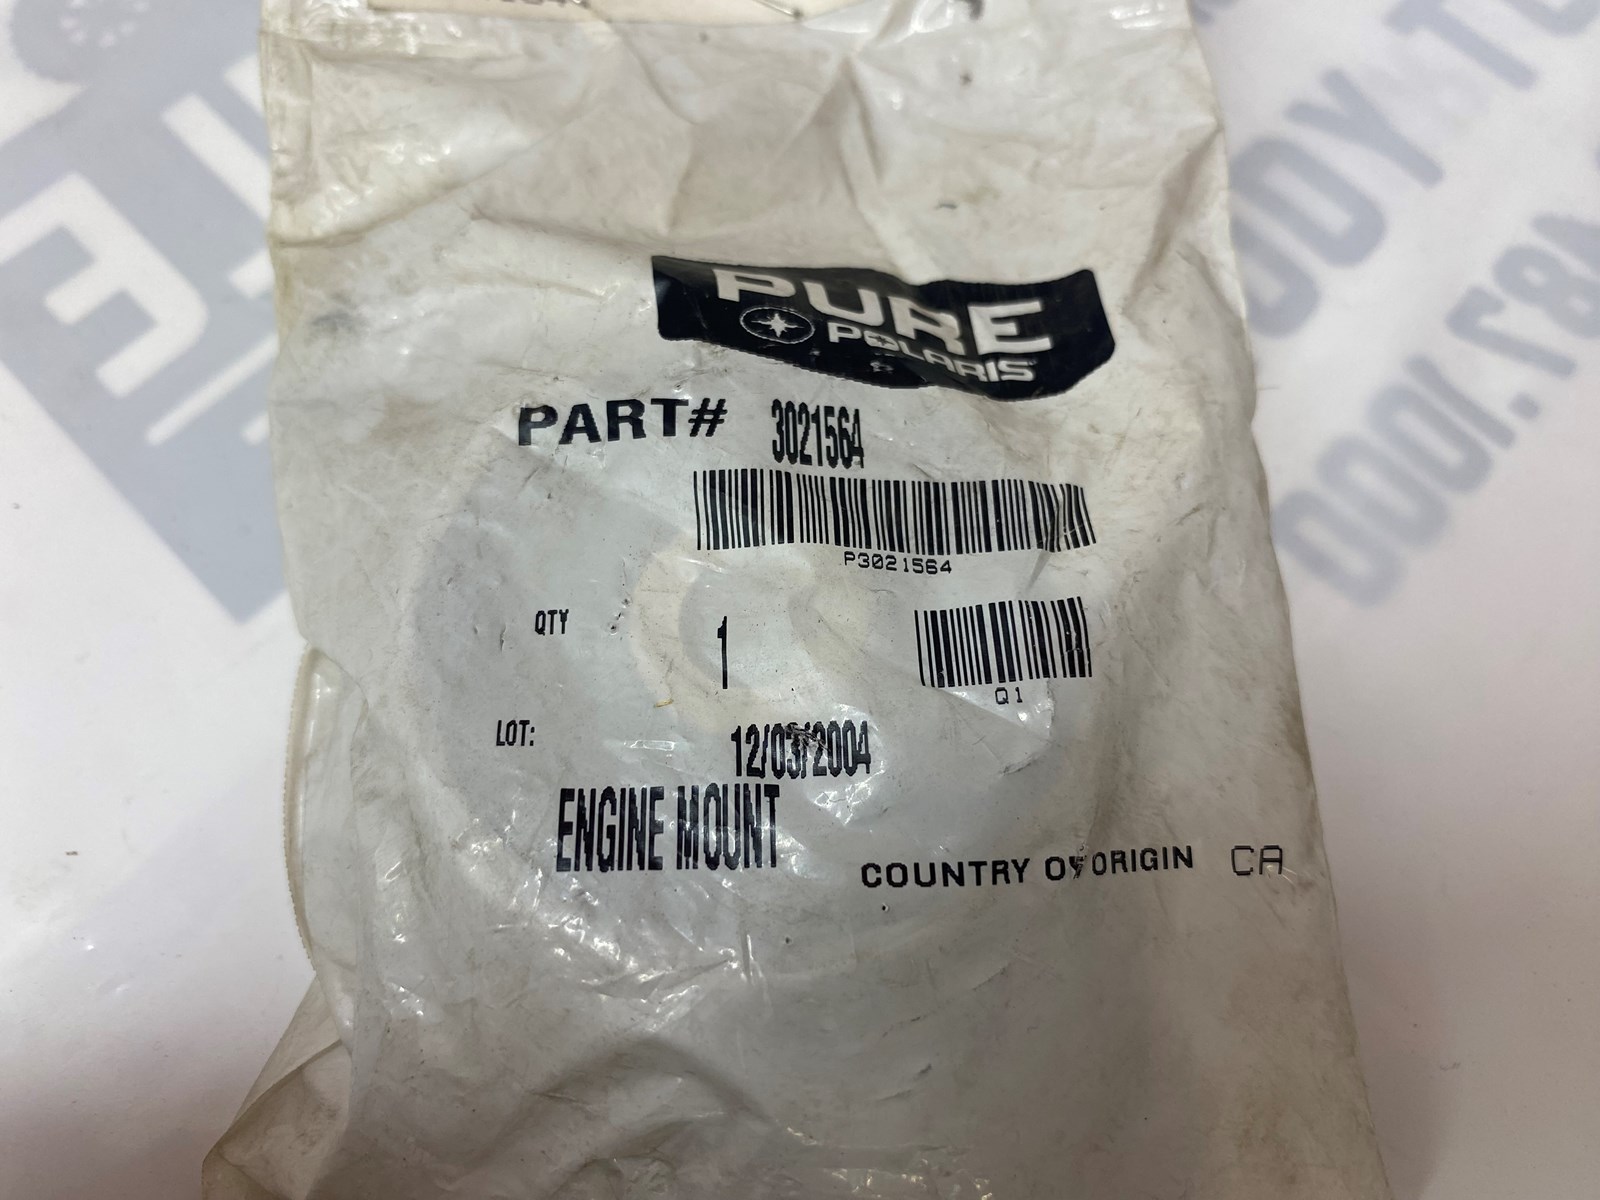 PURE
POLARIS
PART# 3021564
P3021564
QTY 1
Q1
LOT: 12/03/2004
ENGINE MOUNT
COUNTRY OF ORIGIN CA